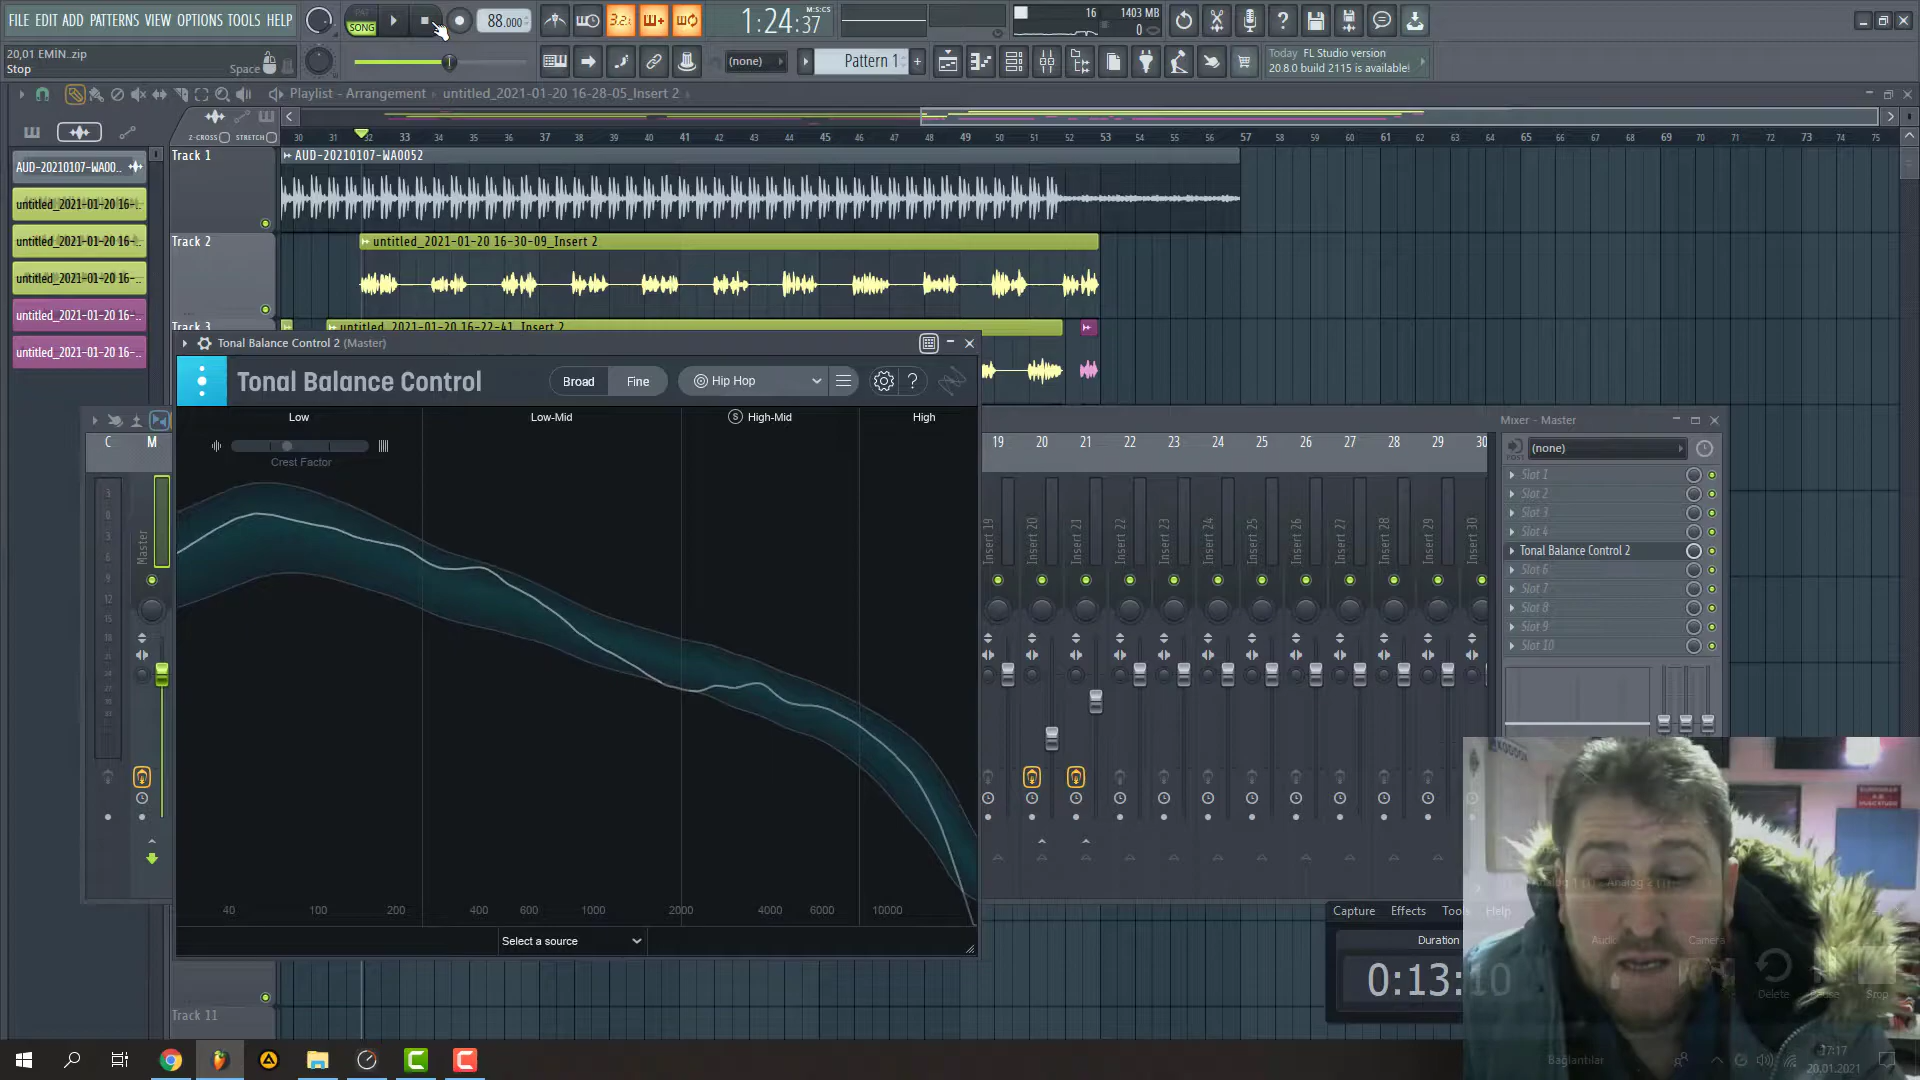 FILE EDIT ADD PATTERNS VIEW OPTIONS TOOLS HELP
PAT
SONG
88.000
3.2.
M:S:CS
1:24:37
16
1403 MB
0
20,01 EMİN..zip
Stop
Space
(none)
Pattern 1
Today FL Studio version
20.8.0 build 2115 is available!
Playlist - Arrangement
untitled_2021-01-20 16-28-05_Insert 2
Z-CROSS
STRETCH
30 31 32 33 34 35 36 37 38 39 40 41 42 43 44 45 46 47 48 49 50 51 52 53 54 55 56 57 58 59 60 61 62 63 64 65 66 67 68 69 70 71 72 73 74 75
AUD-20210107-WA00..
untitled_2021-01-20 16-..
untitled_2021-01-20 16-..
untitled_2021-01-20 16-..
untitled_2021-01-20 16-..
untitled_2021-01-20 16-..
Track 1
AUD-20210107-WA0052
Track 2
untitled_2021-01-20 16-30-09_Insert 2
Track 3
untitled_2021-01-20 16-22-41_Insert 2
Tonal Balance Control 2 (Master)
Tonal Balance Control
Broad
Fine
Hip Hop
?
Low
Low-Mid
S High-Mid
High
Crest Factor
40 100 200 400 600 1000 2000 4000 6000 10000
Select a source
C M
Master
19 20 21 22 23 24 25 26 27 28 29 30
Insert 19
Insert 20
Insert 21
Insert 22
Insert 23
Insert 24
Insert 25
Insert 26
Insert 27
Insert 28
Insert 29
Insert 30
Mixer - Master
POST
(none)
Slot 1
Slot 2
Slot 3
Slot 4
Tonal Balance Control 2
Slot 6
Slot 7
Slot 8
Slot 9
Slot 10
Capture Effects Tools Help
Duration
0:13:10
Audio
Camera
Delete
Pause
Stop
Track 11
Bağlantılar
17:17
20.01.2021